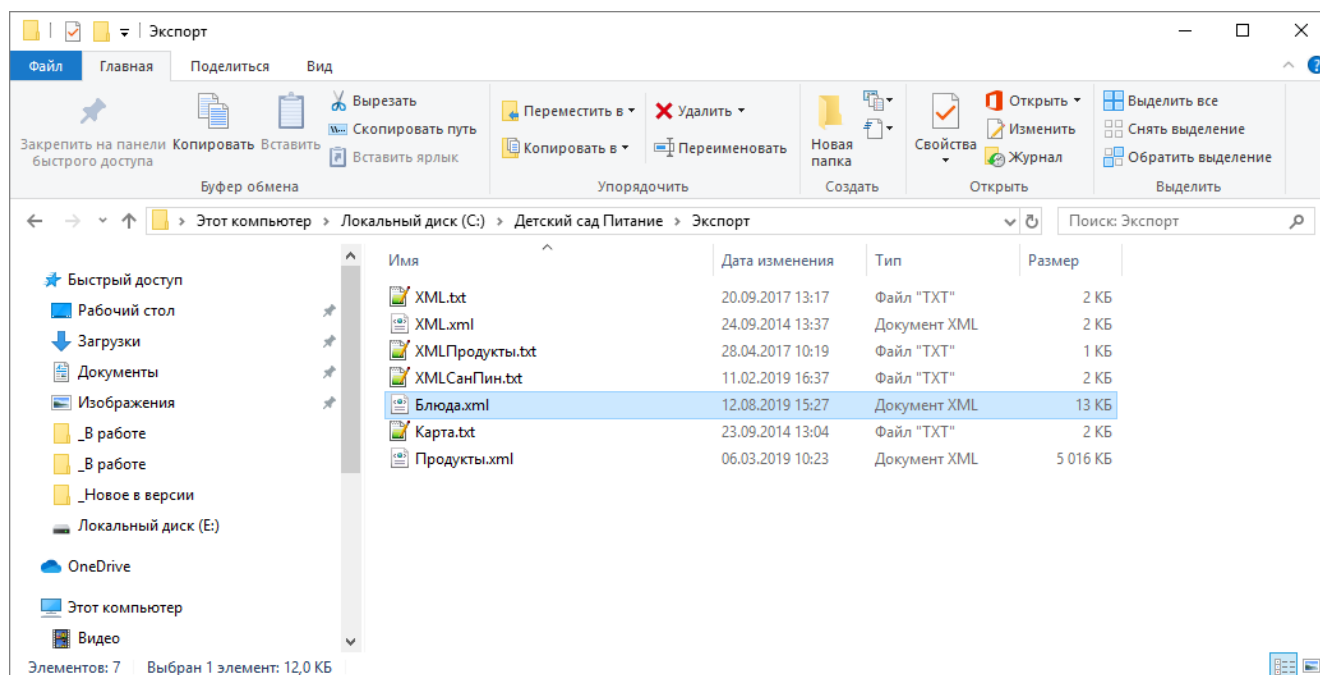 Экспорт
Файл Главная Поделиться Вид
Закрепить на панели быстрого доступа
Копировать
Вставить
Вырезать
Скопировать путь
Вставить ярлык
Переместить в
Копировать в
Удалить
Переименовать
Новая папка
Свойства
Открыть
Изменить
Журнал
Выделить все
Снять выделение
Обратить выделение
Буфер обмена Упорядочить Создать Открыть Выделить
Этот компьютер > Локальный диск (C:) > Детский сад Питание > Экспорт
Поиск: Экспорт
Быстрый доступ
Рабочий стол
Загрузки
Документы
Изображения
_В работе
_В работе
_Новое в версии
Локальный диск (E:)
OneDrive
Этот компьютер
Видео
Имя Дата изменения Тип Размер
XML.txt 20.09.2017 13:17 Файл "TXT" 2 КБ
XML.xml 24.09.2014 13:37 Документ XML 2 КБ
XMLПродукты.txt 28.04.2017 10:19 Файл "TXT" 1 КБ
XMLСанПин.txt 11.02.2019 16:37 Файл "TXT" 2 КБ
Блюда.xml 12.08.2019 15:27 Документ XML 13 КБ
Карта.txt 23.09.2014 13:04 Файл "TXT" 2 КБ
Продукты.xml 06.03.2019 10:23 Документ XML 5 016 КБ
Элементов: 7 Выбран 1 элемент: 12,0 КБ